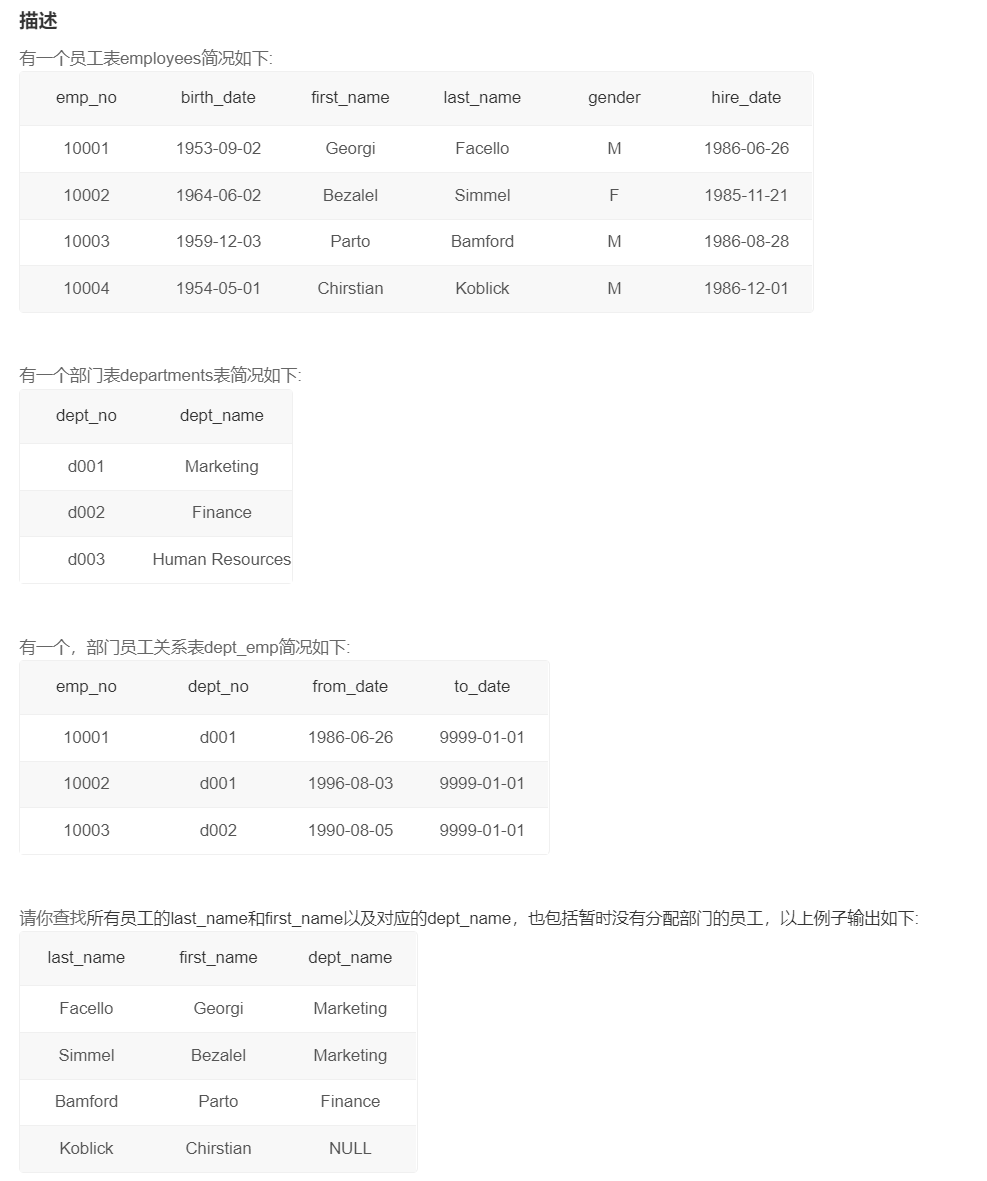 描述
有一个员工表employees简况如下:
emp_no birth_date first_name last_name gender hire_date
10001 1953-09-02 Georgi Facello M 1986-06-26
10002 1964-06-02 Bezalel Simmel F 1985-11-21
10003 1959-12-03 Parto Bamford M 1986-08-28
10004 1954-05-01 Chirstian Koblick M 1986-12-01
有一个部门表departments表简况如下:
dept_no dept_name
d001 Marketing
d002 Finance
d003 Human Resources
有一个，部门员工关系表dept_emp简况如下:
emp_no dept_no from_date to_date
10001 d001 1986-06-26 9999-01-01
10002 d001 1996-08-03 9999-01-01
10003 d002 1990-08-05 9999-01-01
请你查找所有员工的last_name和first_name以及对应的dept_name，也包括暂时没有分配部门的员工，以上例子输出如下:
last_name first_name dept_name
Facello Georgi Marketing
Simmel Bezalel Marketing
Bamford Parto Finance
Koblick Chirstian NULL